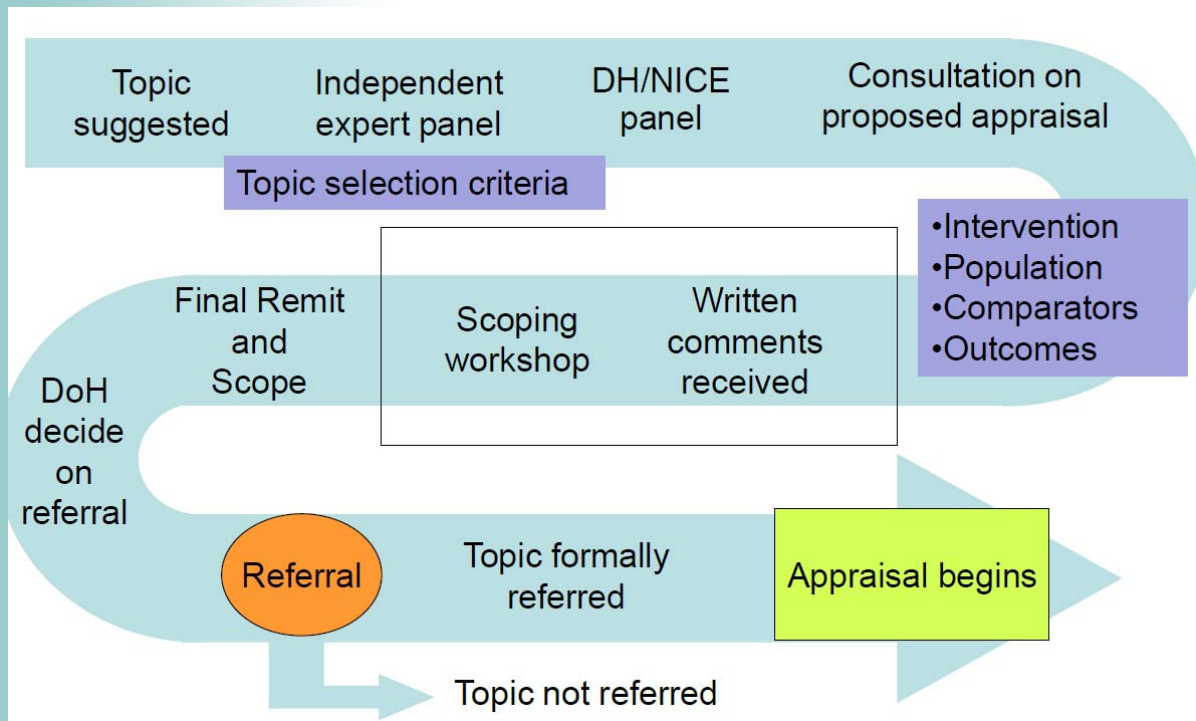 Topic
suggested
Independent
expert panel
DH/NICE
panel
Consultation on
proposed appraisal
Topic selection criteria
•Intervention
•Population
•Comparators
•Outcomes
Written
comments
received
Scoping
workshop
Final Remit
and
Scope
DoH
decide
on
referral
Referral
Topic formally
referred
Appraisal begins
Topic not referred